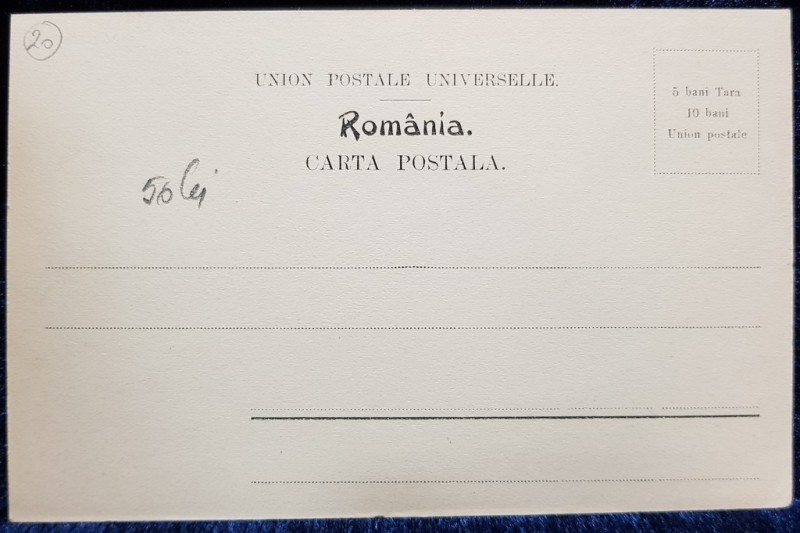 20
UNION POSTALE UNIVERSELLE.
România.
CARTA POSTALA.
5 bani Tara
10 bani
Union postale
50 lei